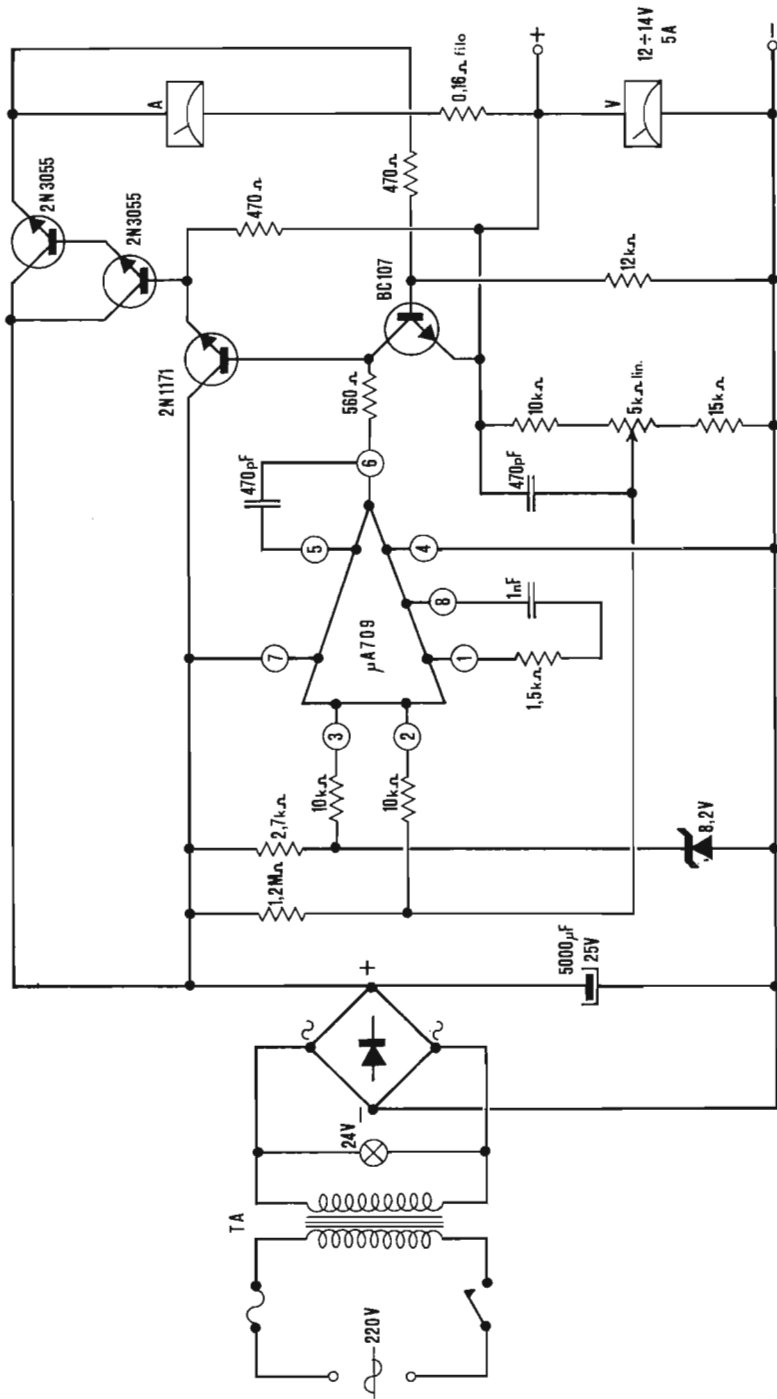 TA
220V
24V
~
~
+
−
5000µF
25V
1,2MΩ
2,7kΩ
10kΩ
10kΩ
8,2V
3
2
7
µA709
1
8
1,5kΩ
1nF
5
4
6
470pF
560Ω
2N1171
2N3055
2N3055
BC107
470Ω
470Ω
470pF
10kΩ
5kΩ lin.
15kΩ
12kΩ
A
0,16Ω filo
+
V
12÷14V
5A
−